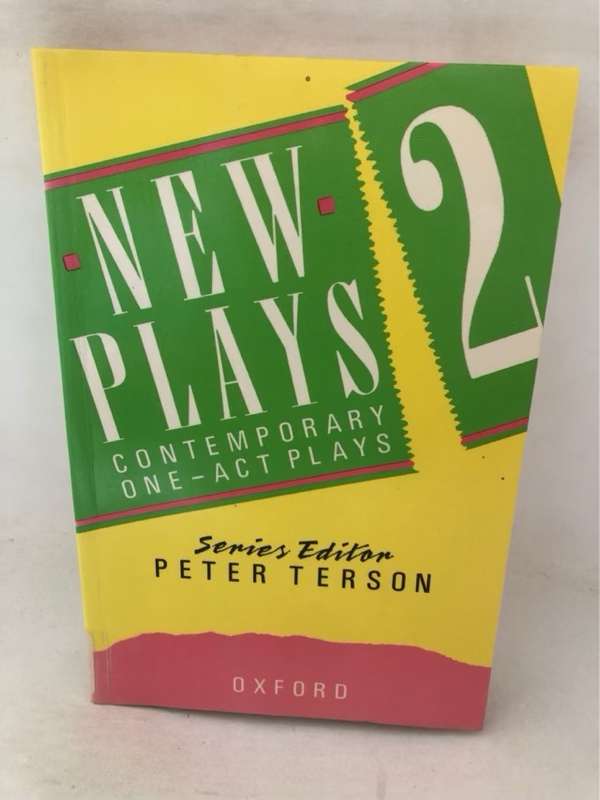 NEW
PLAYS
2
CONTEMPORARY
ONE-ACT PLAYS
Series Editor
PETER TERSON
OXFORD